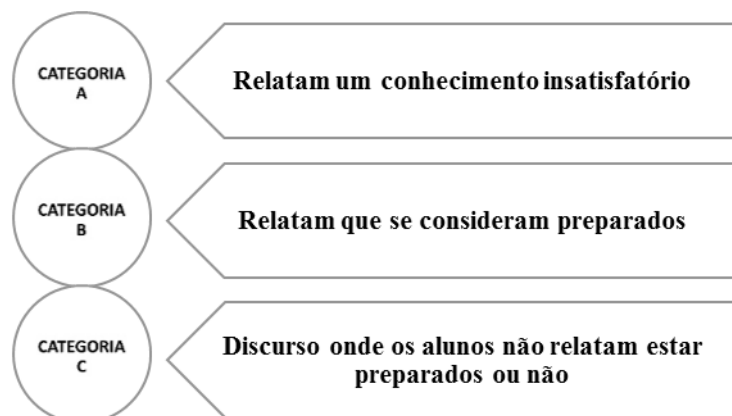 CATEGORIA
A
Relatam um conhecimento insatisfatório
CATEGORIA
B
Relatam que se consideram preparados
CATEGORIA
C
Discurso onde os alunos não relatam estar
preparados ou não